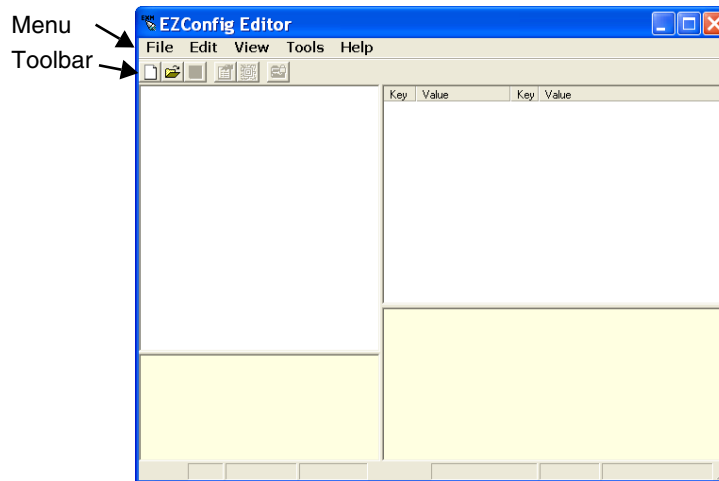 Menu
Toolbar
EZConfig Editor
File Edit View Tools Help
Key Value Key Value